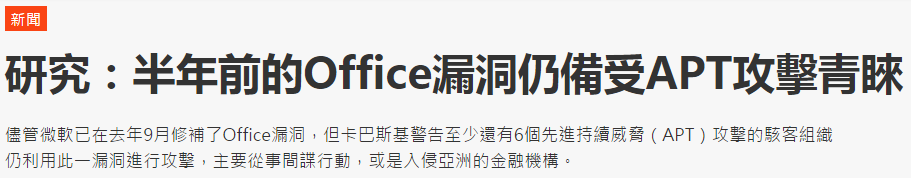 新聞
研究：半年前的Office漏洞仍備受APT攻擊青睞
儘管微軟已在去年9月修補了Office漏洞，但卡巴斯基警告至少還有6個先進持續威脅（APT）攻擊的駭客組織
仍利用此一漏洞進行攻擊，主要從事間諜行動，或是入侵亞洲的金融機構。